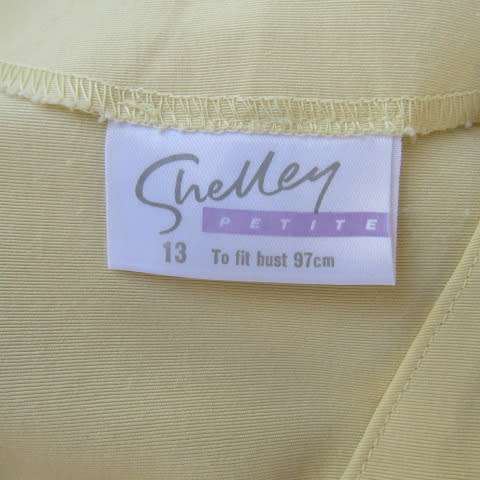 Shelley
PETITE
13 To fit bust 97cm